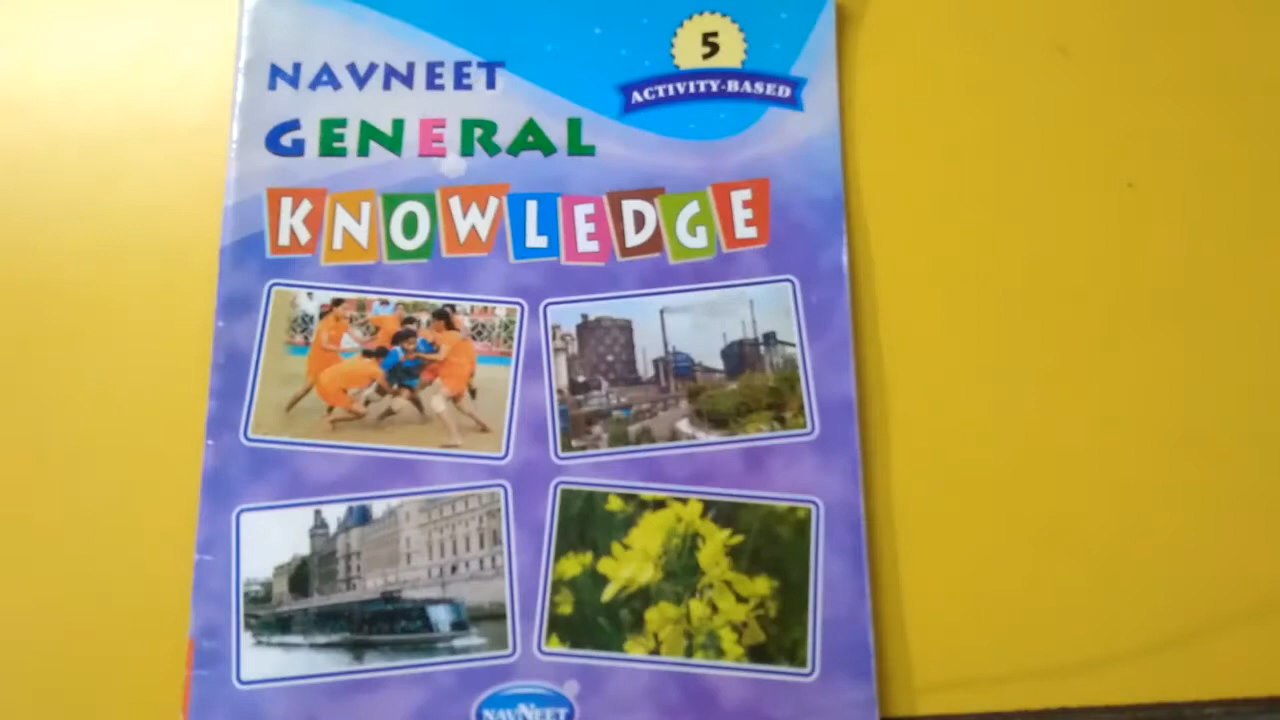 5
ACTIVITY-BASED
NAVNEET
GENERAL
KNOWLEDGE
NAVNEET